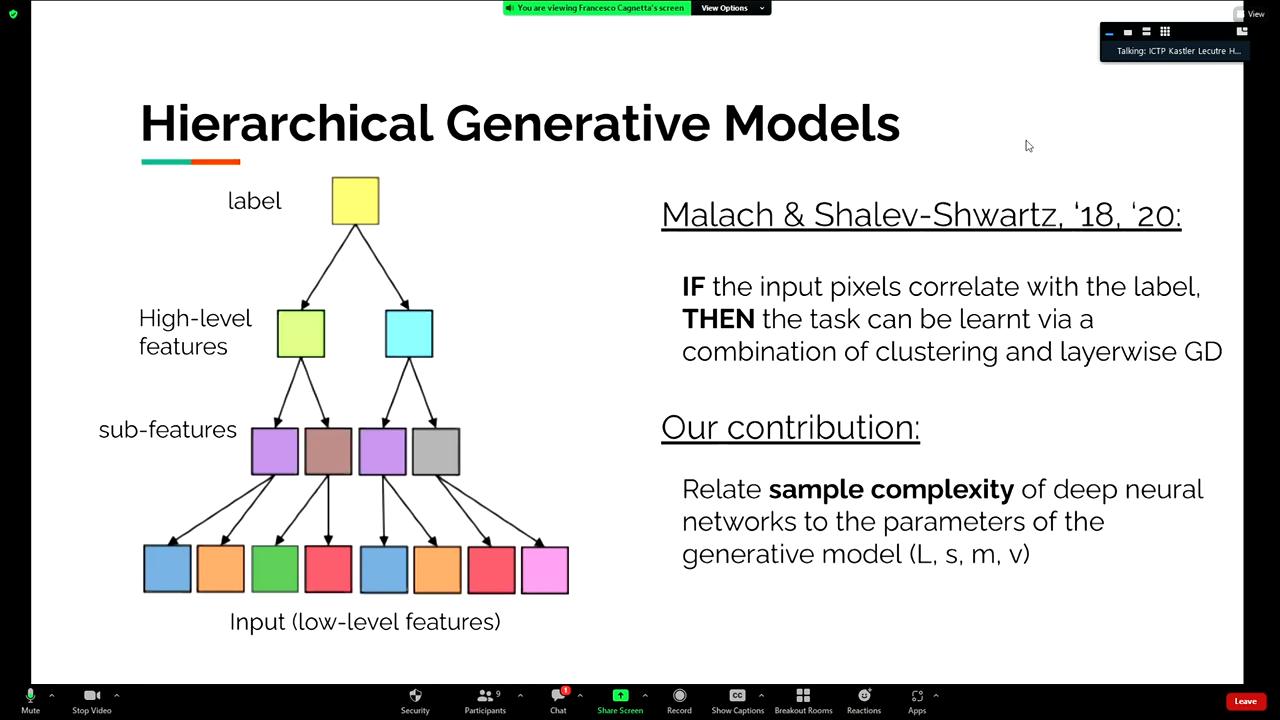 You are viewing Francesco Cagnetta's screen
View Options
View
Talking: ICTP Kastler Lecutre H...
Hierarchical Generative Models
label
High-level
features
sub-features
Input (low-level features)
Malach & Shalev-Shwartz, ‘18, ‘20:
IF the input pixels correlate with the label,
THEN the task can be learnt via a
combination of clustering and layerwise GD
Our contribution:
Relate sample complexity of deep neural
networks to the parameters of the
generative model (L, s, m, v)
Mute
Stop Video
Security
Participants
9
Chat
1
Share Screen
Record
CC
Show Captions
Breakout Rooms
Reactions
Apps
Leave